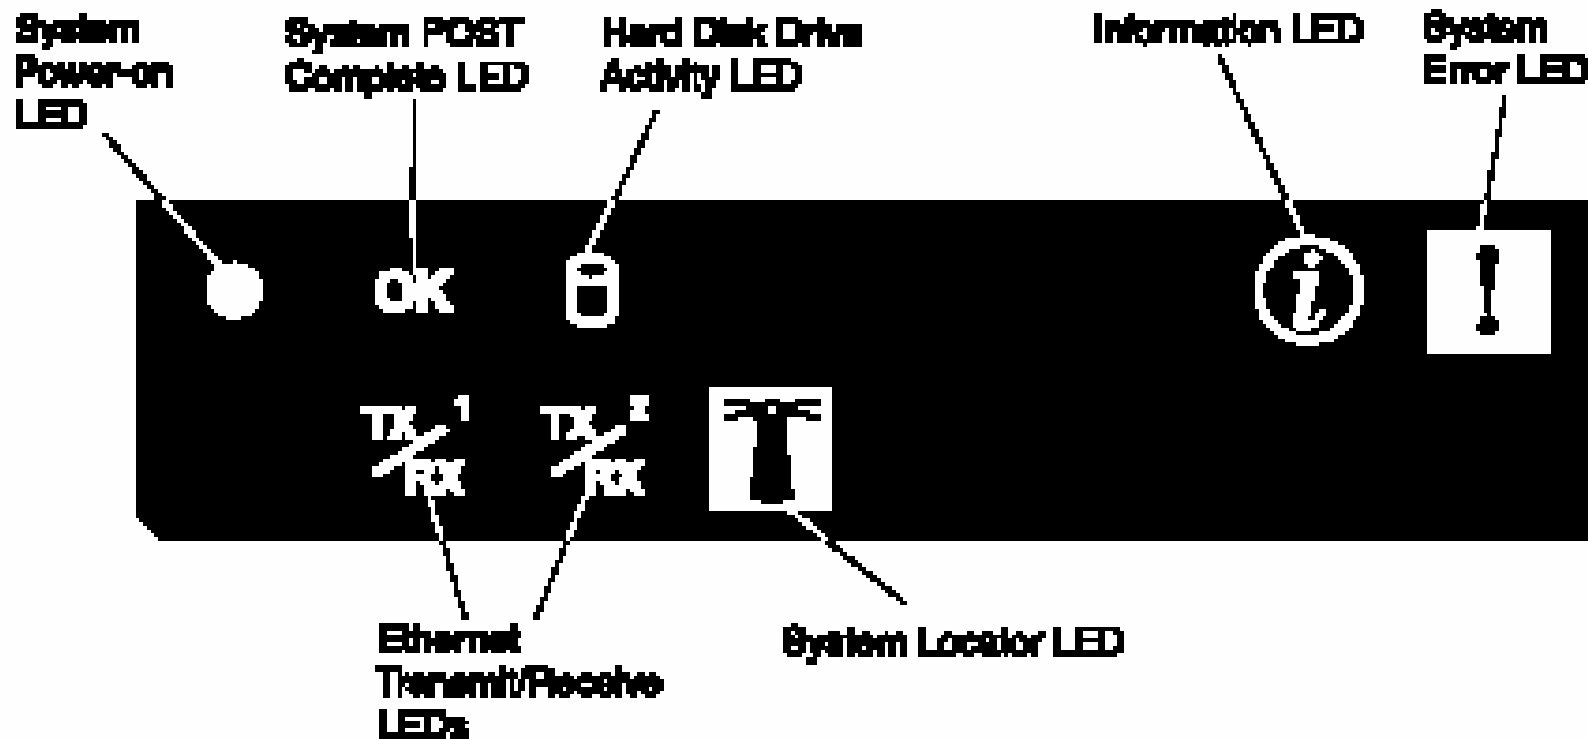 System
Power-on
LED
System POST
Complete LED
Hard Disk Drive
Activity LED
Information LED
System
Error LED
OK
i
!
TX/RX 1
TX/RX 2
Ethernet
Transmit/Receive
LEDs
System Locator LED